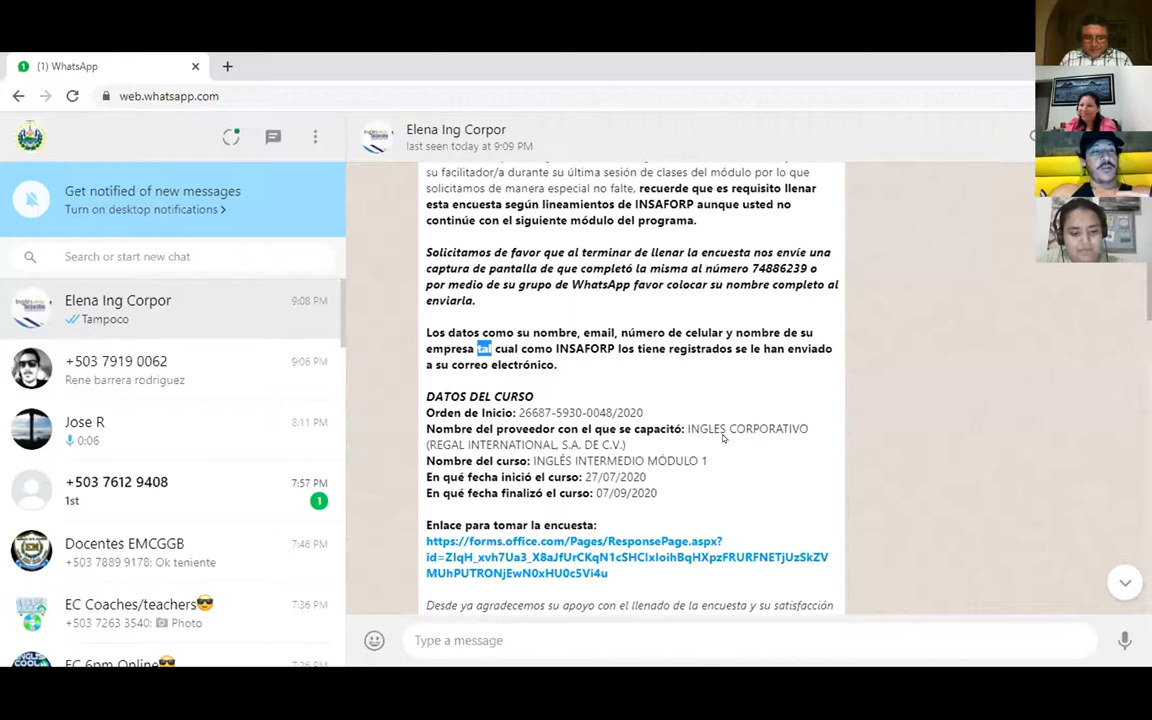 (1) WhatsApp
web.whatsapp.com
Get notified of new messages
Turn on desktop notifications >
Search or start new chat
Elena Ing Corpor
9:08 PM
Tampoco
+503 7919 0062
9:06 PM
Rene barrera rodriguez
Jose R
8:11 PM
0:06
+503 7612 9408
7:57 PM
1st
1
Docentes EMCGGB
7:46 PM
+503 7889 9178: Ok teniente
EC Coaches/teachers😎
7:36 PM
+503 7263 3540: Photo
EC 6pm Online😎
7:26 PM
Elena Ing Corpor
last seen today at 9:09 PM
su facilitador/a durante su última sesión de clases del módulo por lo que
solicitamos de manera especial no falte, recuerde que es requisito llenar
esta encuesta según lineamientos de INSAFORP aunque usted no
continúe con el siguiente módulo del programa.
Solicitamos de favor que al terminar de llenar la encuesta nos envíe una
captura de pantalla de que completó la misma al número 74886239 o
por medio de su grupo de WhatsApp favor colocar su nombre completo al
enviarla.
Los datos como su nombre, email, número de celular y nombre de su
empresa tal cual como INSAFORP los tiene registrados se le han enviado
a su correo electrónico.
DATOS DEL CURSO
Orden de Inicio: 26687-5930-0048/2020
Nombre del proveedor con el que se capacitó: INGLES CORPORATIVO
(REGAL INTERNATIONAL, S.A. DE C.V.)
Nombre del curso: INGLÉS INTERMEDIO MÓDULO 1
En qué fecha inició el curso: 27/07/2020
En qué fecha finalizó el curso: 07/09/2020
Enlace para tomar la encuesta:
https://forms.office.com/Pages/ResponsePage.aspx?
id=ZIqH_xvh7Ua3_X8aJfUrCKqN1cSHClxIoihBqHXpzFRURFNETjUzSkZV
MUhPUTRONjEwN0xHU0c5Vi4u
Desde ya agradecemos su apoyo con el llenado de la encuesta y su satisfacción
Type a message